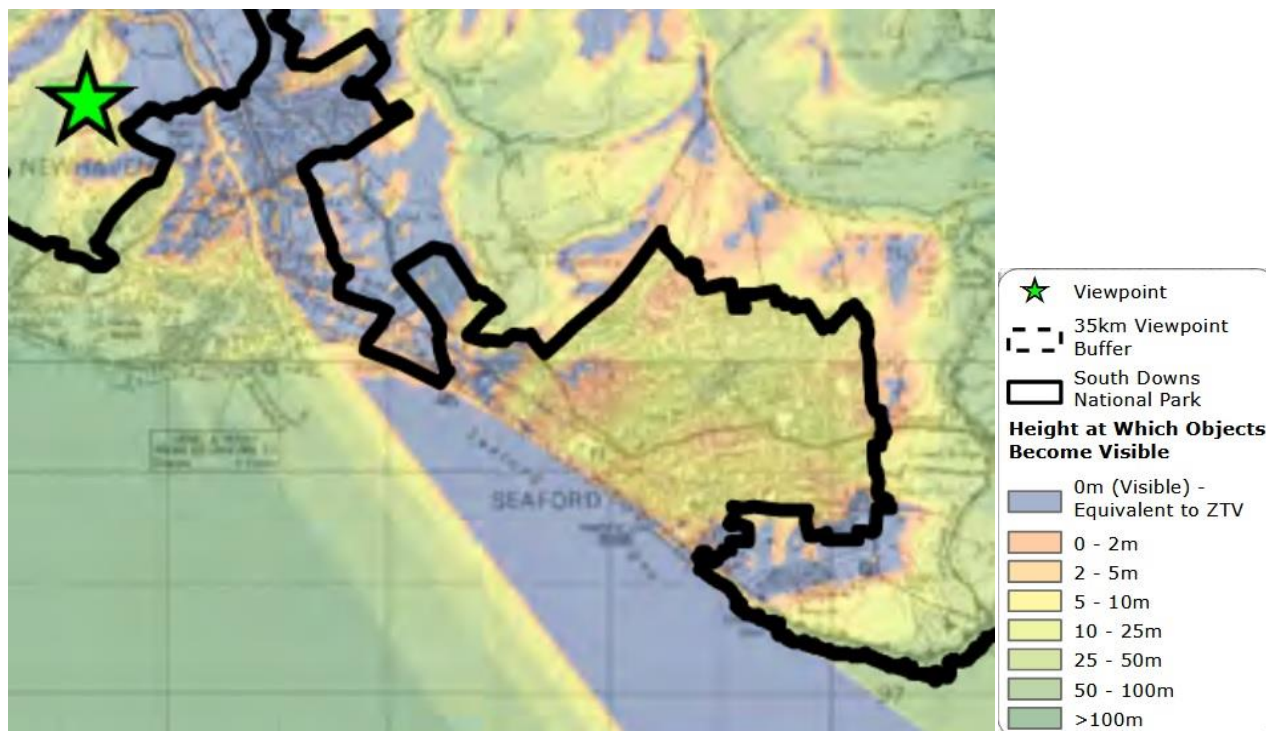 NEWHAVEN
SEAFORD
97
Viewpoint
35km Viewpoint
Buffer
South Downs
National Park
Height at Which Objects
Become Visible
0m (Visible) -
Equivalent to ZTV
0 - 2m
2 - 5m
5 - 10m
10 - 25m
25 - 50m
50 - 100m
>100m